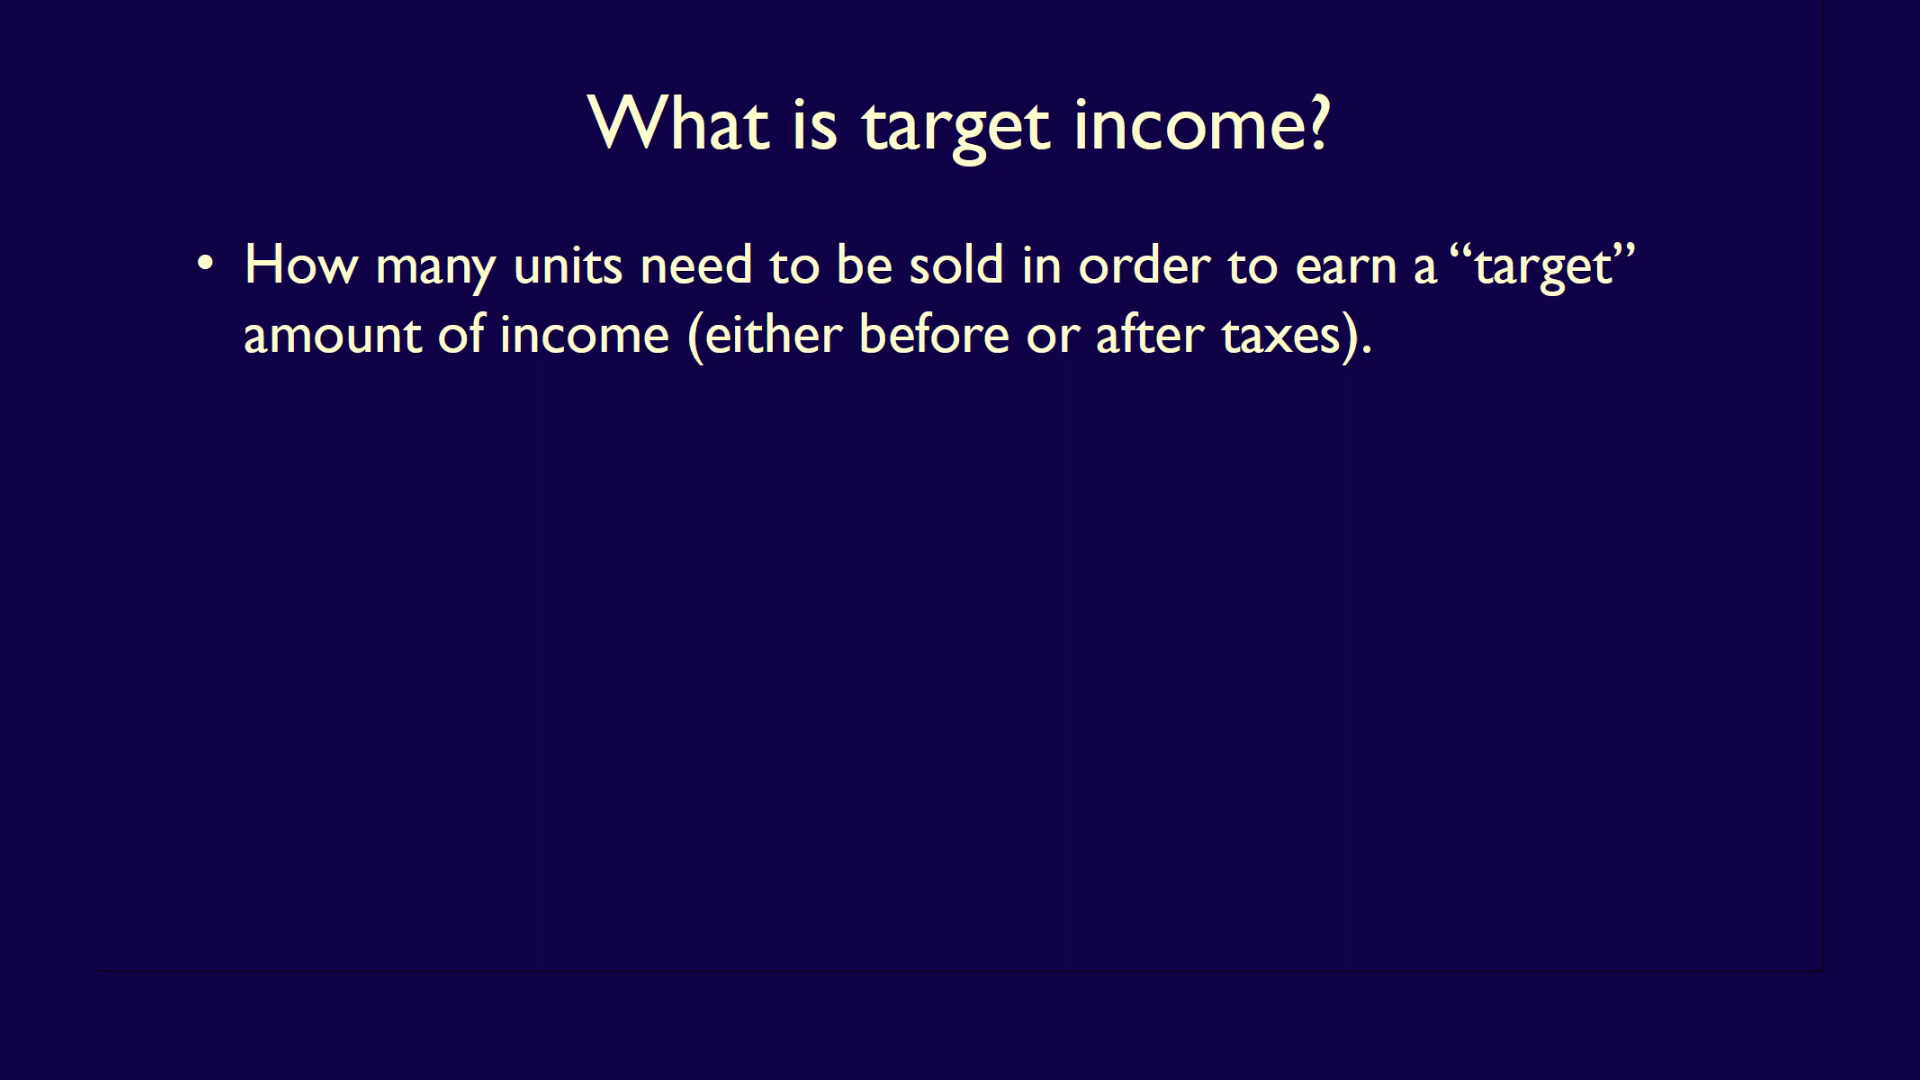 What is target income?
• How many units need to be sold in order to earn a “target”
amount of income (either before or after taxes).